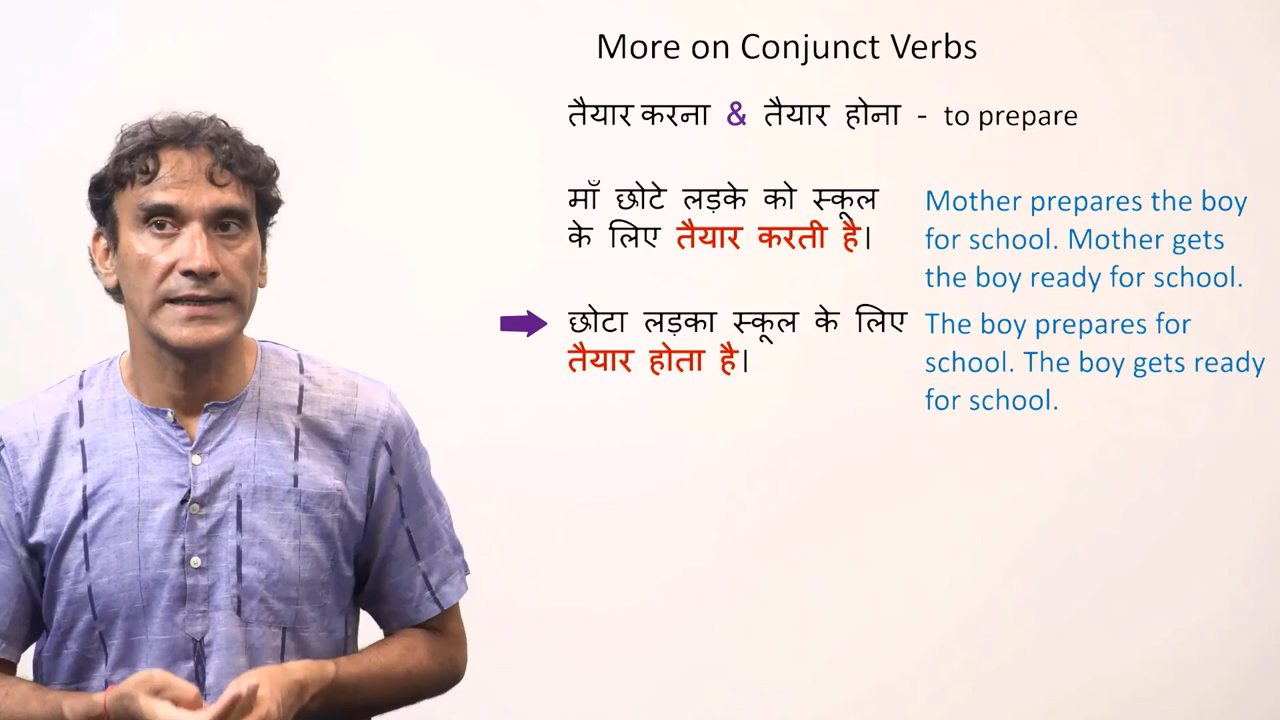 More on Conjunct Verbs
तैयार करना & तैयार होना - to prepare
माँ छोटे लड़के को स्कूल
के लिए तैयार करती है।
Mother prepares the boy
for school. Mother gets
the boy ready for school.
छोटा लड़का स्कूल के लिए
तैयार होता है।
The boy prepares for
school. The boy gets ready
for school.